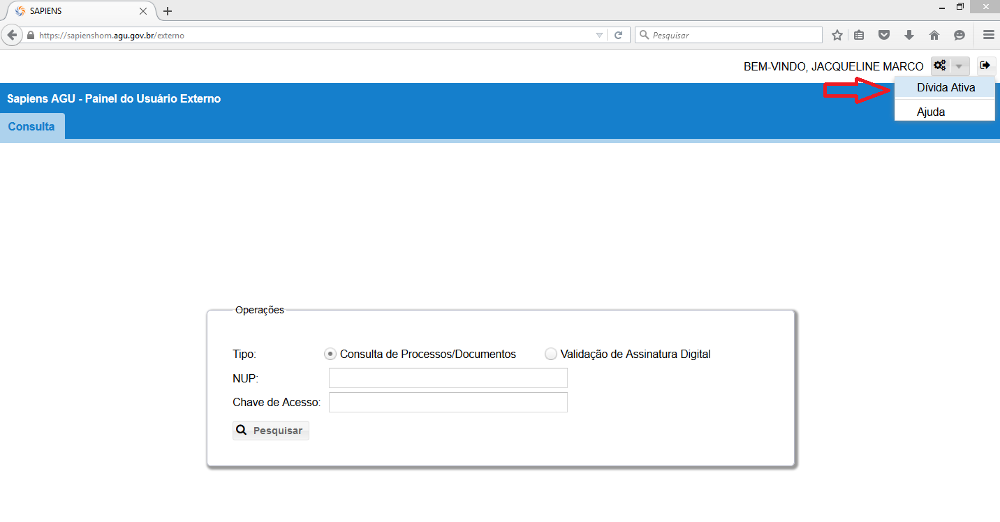 SAPIENS
https://sapienshom.agu.gov.br/externo
Pesquisar
BEM-VINDO, JACQUELINE MARCO
Sapiens AGU - Painel do Usuário Externo
Dívida Ativa
Ajuda
Consulta
Operações
Tipo: Consulta de Processos/Documentos Validação de Assinatura Digital
NUP:
Chave de Acesso:
Pesquisar